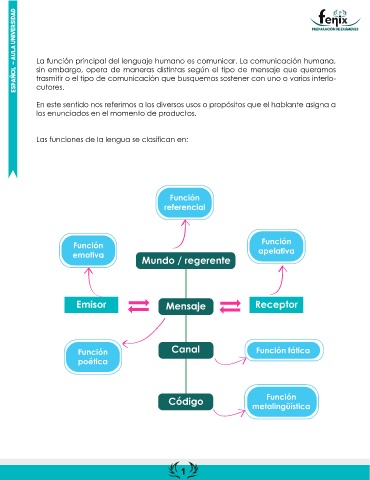 ESPAÑOL – AULA UNIVERSIDAD
fenix
PREPARACIÓN DE EXÁMENES
La función principal del lenguaje humano es comunicar. La comunicación humana,
sin embargo, opera de maneras distintas según el tipo de mensaje que queramos
trasmitir o el tipo de comunicación que busquemos sostener con uno o varios interlo-
cutores.
En este sentido nos referimos a los diversos usos o propósitos que el hablante asigna a
los enunciados en el momento de producirlos.
Las funciones de la lengua se clasifican en:
Función
referencial
Función
emotiva
Función
apelativa
Mundo / regerente
Emisor
Mensaje
Receptor
Función
poética
Canal
Función fática
Código
Función
metalingüística
1